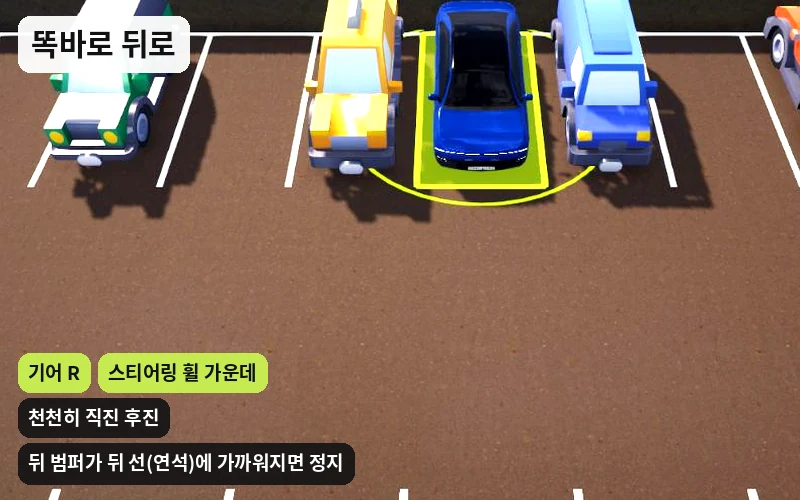 똑바로 뒤로
기어 R
스티어링 휠 가운데
천천히 직진 후진
뒤 범퍼가 뒤 선(연석)에 가까워지면 정지